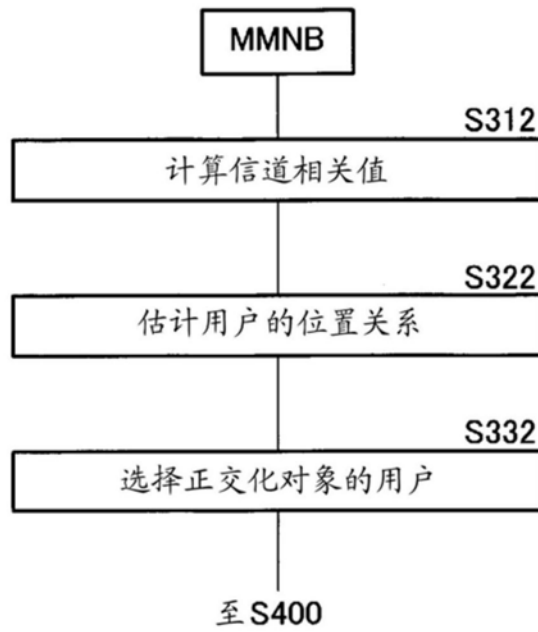 MMNB
S312
计算信道相关值
S322
估计用户的位置关系
S332
选择正交化对象的用户
至S400